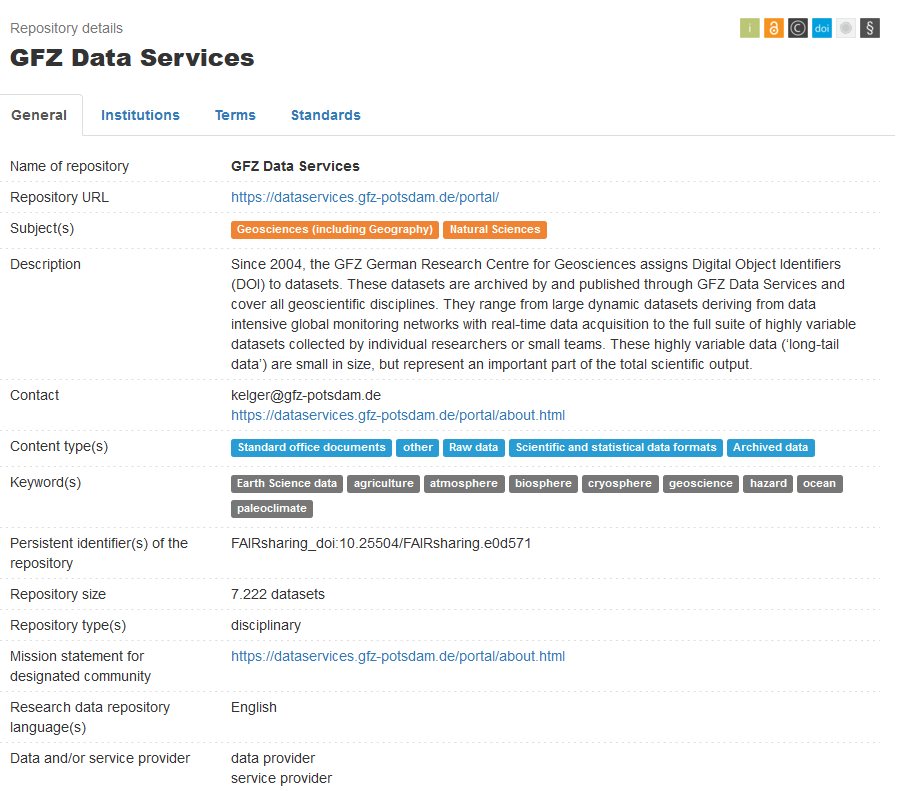 Repository details
i © doi §
GFZ Data Services
General Institutions Terms Standards
Name of repository GFZ Data Services
Repository URL https://dataservices.gfz-potsdam.de/portal/
Subject(s) Geosciences (including Geography) Natural Sciences
Description Since 2004, the GFZ German Research Centre for Geosciences assigns Digital Object Identifiers
(DOI) to datasets. These datasets are archived by and published through GFZ Data Services and
cover all geoscientific disciplines. They range from large dynamic datasets deriving from data
intensive global monitoring networks with real-time data acquisition to the full suite of highly variable
datasets collected by individual researchers or small teams. These highly variable data (‘long-tail
data’) are small in size, but represent an important part of the total scientific output.
Contact kelger@gfz-potsdam.de
https://dataservices.gfz-potsdam.de/portal/about.html
Content type(s) Standard office documents other Raw data Scientific and statistical data formats Archived data
Keyword(s) Earth Science data agriculture atmosphere biosphere cryosphere geoscience hazard ocean
paleoclimate
Persistent identifier(s) of the FAIRsharing_doi:10.25504/FAIRsharing.e0d571
repository
Repository size 7.222 datasets
Repository type(s) disciplinary
Mission statement for https://dataservices.gfz-potsdam.de/portal/about.html
designated community
Research data repository English
language(s)
Data and/or service provider data provider
service provider